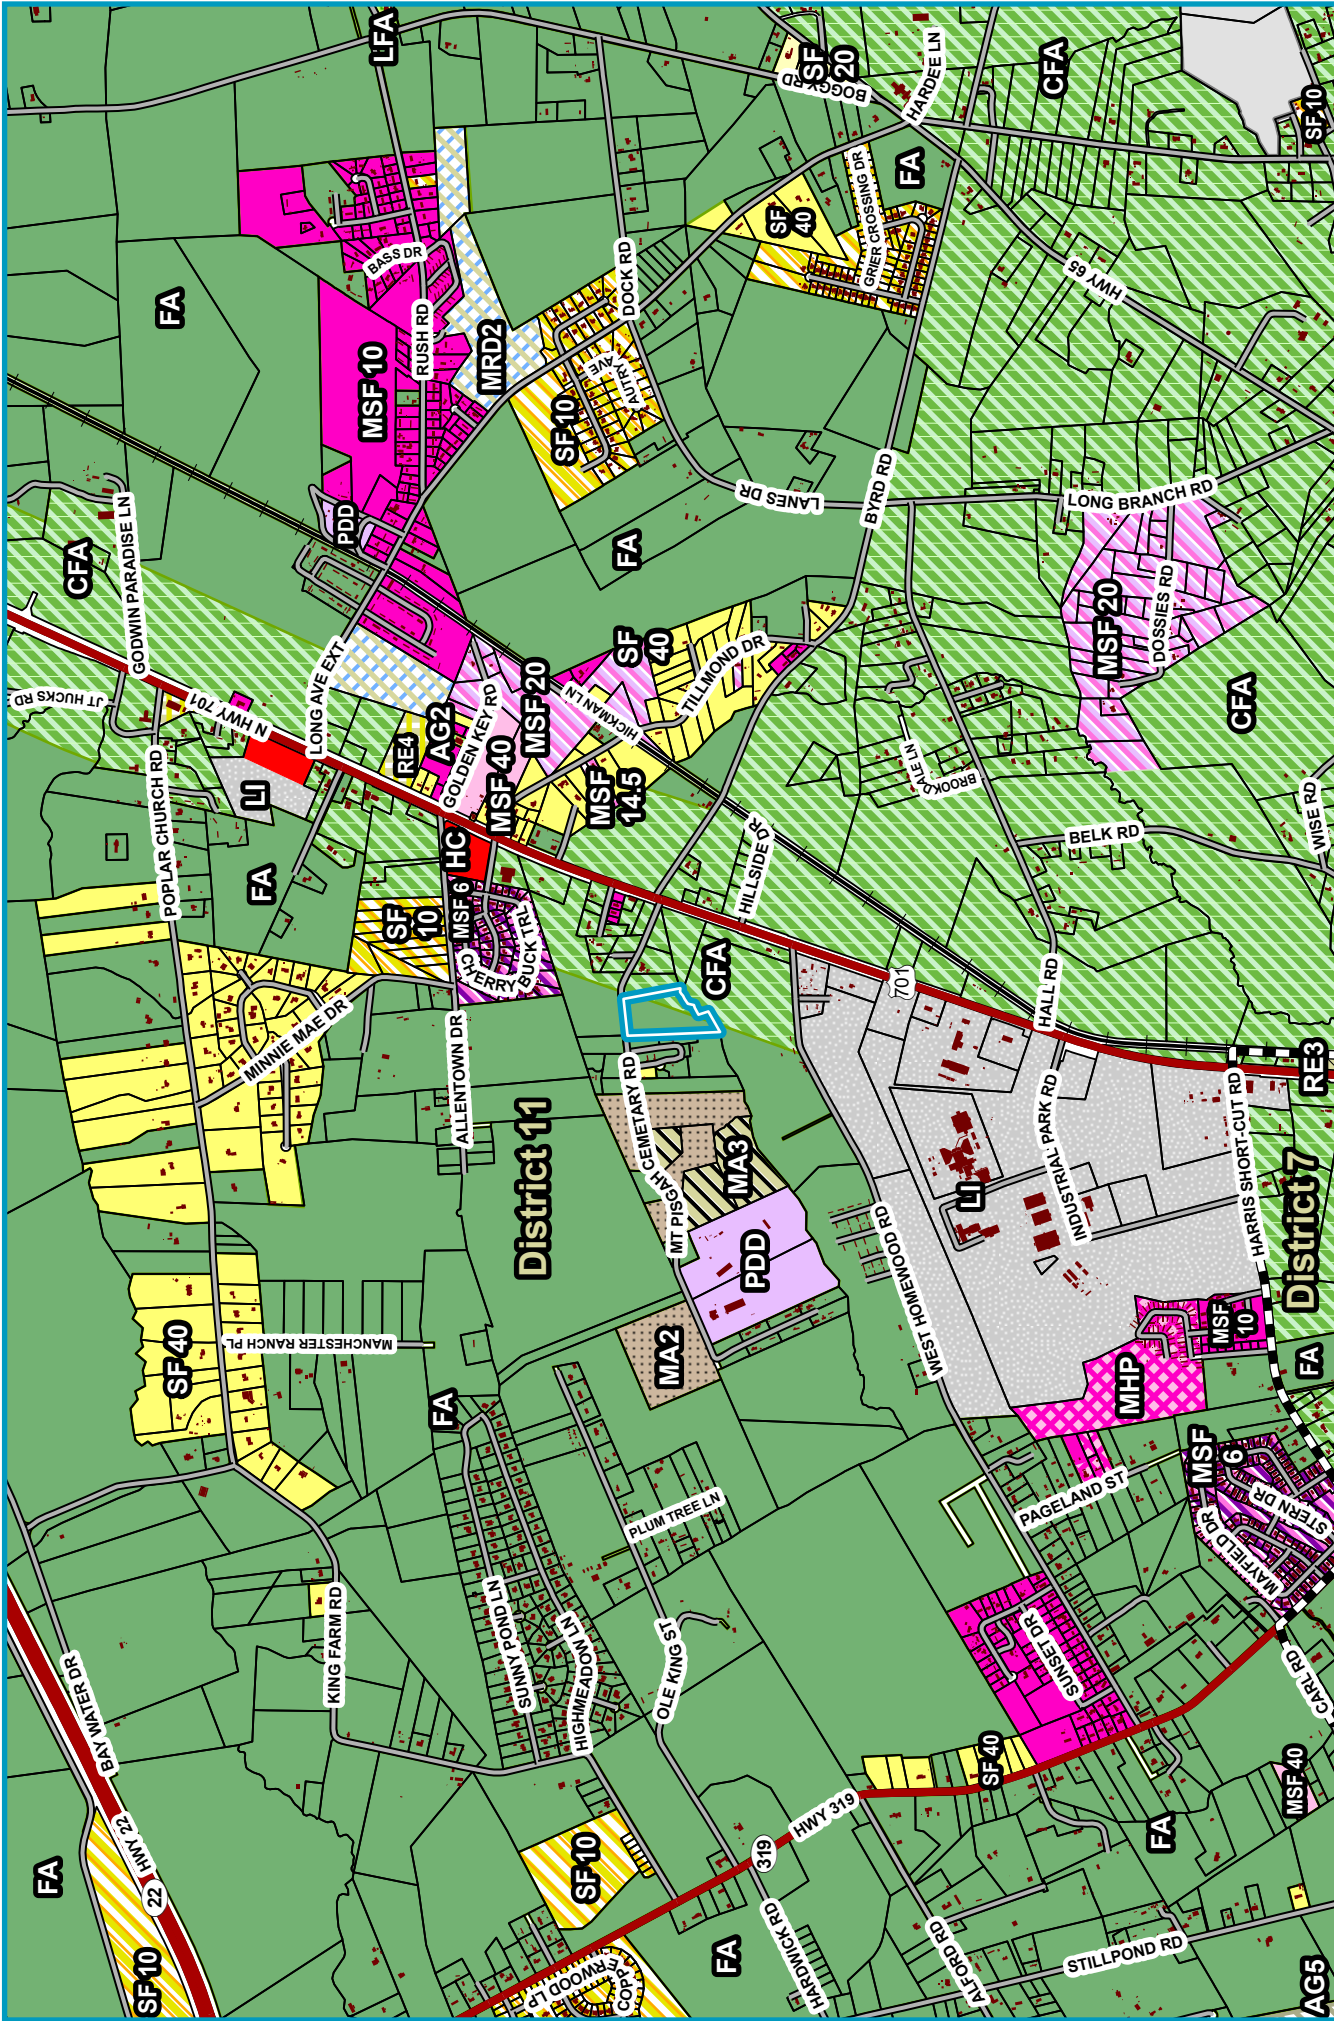 LFA
SF
20
BOGGY RD
HARDEE LN
CFA
SF 10
FA
GRIER CROSSING DR
SF
40
HWY 65
DOCK RD
BASS DR
RUSH RD
FA
MSF 10
MRD2
AUTRY AVE
SF 10
LANES DR
BYRD RD
LONG BRANCH RD
PDD
FA
CFA
GODWIN PARADISE LN
JT HUCKS RD
N HWY 701
LONG AVE EXT
MSF 20
DOSSIES RD
CFA
SF
40
TILLMOND DR
HICKMAN LN
MSF 20
GOLDEN KEY RD
AG2
RE4
MSF 40
MSF
14.5
BROOKDALE LN
BELK RD
WISE RD
LI
POPLAR CHURCH RD
FA
HC
MSF 6
SF
10
CHERRY BUCK TRL
HILLSIDE DR
CFA
701
HALL RD
RE3
MINNIE MAE DR
ALLENTOWN DR
MT PISGAH CEMETARY RD
District 11
MA3
PDD
MA2
LI
INDUSTRIAL PARK RD
HARRIS SHORT-CUT RD
District 7
WEST HOMEWOOD RD
MSF
10
MHP
FA
SF 40
MANCHESTER RANCH PL
FA
PLUM TREE LN
PAGELAND ST
MSF
6
STERN DR
MAYFIELD DR
KING FARM RD
SUNNY POND LN
HIGHMEADOW LN
OLE KING ST
SUNSET DR
CARL RD
BAY WATER DR
HWY 22
22
FA
SF 10
SF 10
HWY 319
319
SF 40
MSF 40
FA
HARDWICK RD
ALFORD RD
STILLPOND RD
FA
COPPERWOOD LP
AG5